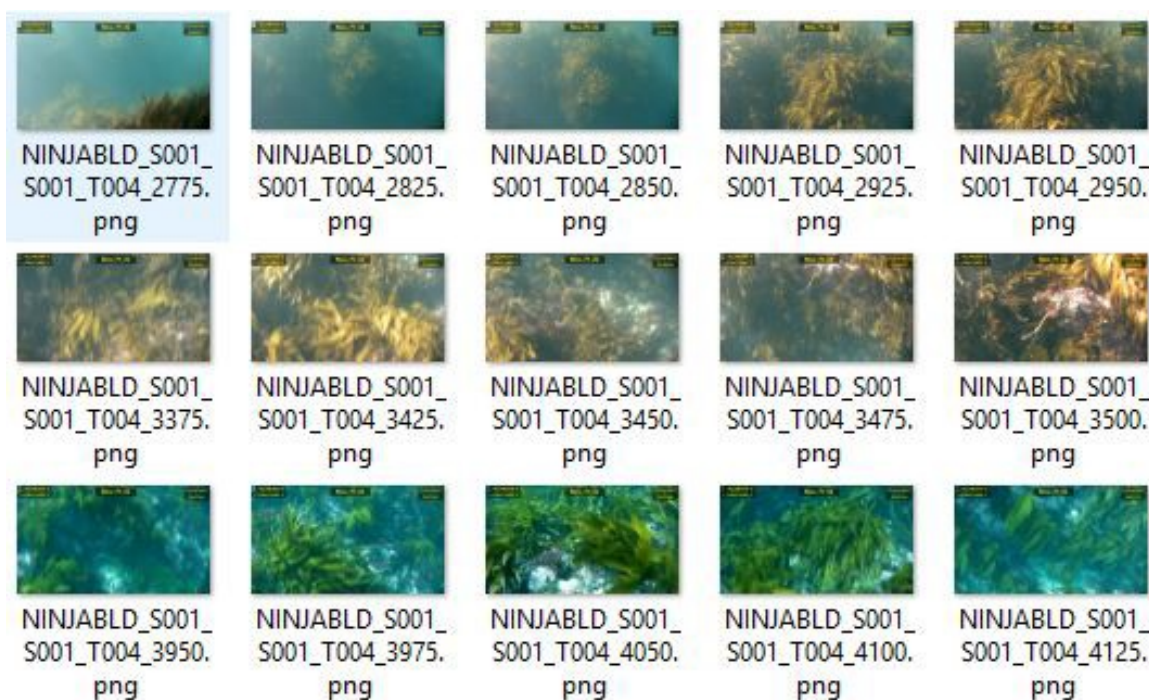 NINJABLD_S001_ NINJABLD_S001_ NINJABLD_S001_ NINJABLD_S001_ NINJABLD_S001_
S001_T004_2775. S001_T004_2825. S001_T004_2850. S001_T004_2925. S001_T004_2950.
png png png png png
NINJABLD_S001_ NINJABLD_S001_ NINJABLD_S001_ NINJABLD_S001_ NINJABLD_S001_
S001_T004_3375. S001_T004_3425. S001_T004_3450. S001_T004_3475. S001_T004_3500.
png png png png png
NINJABLD_S001_ NINJABLD_S001_ NINJABLD_S001_ NINJABLD_S001_ NINJABLD_S001_
S001_T004_3950. S001_T004_3975. S001_T004_4050. S001_T004_4100. S001_T004_4125.
png png png png png